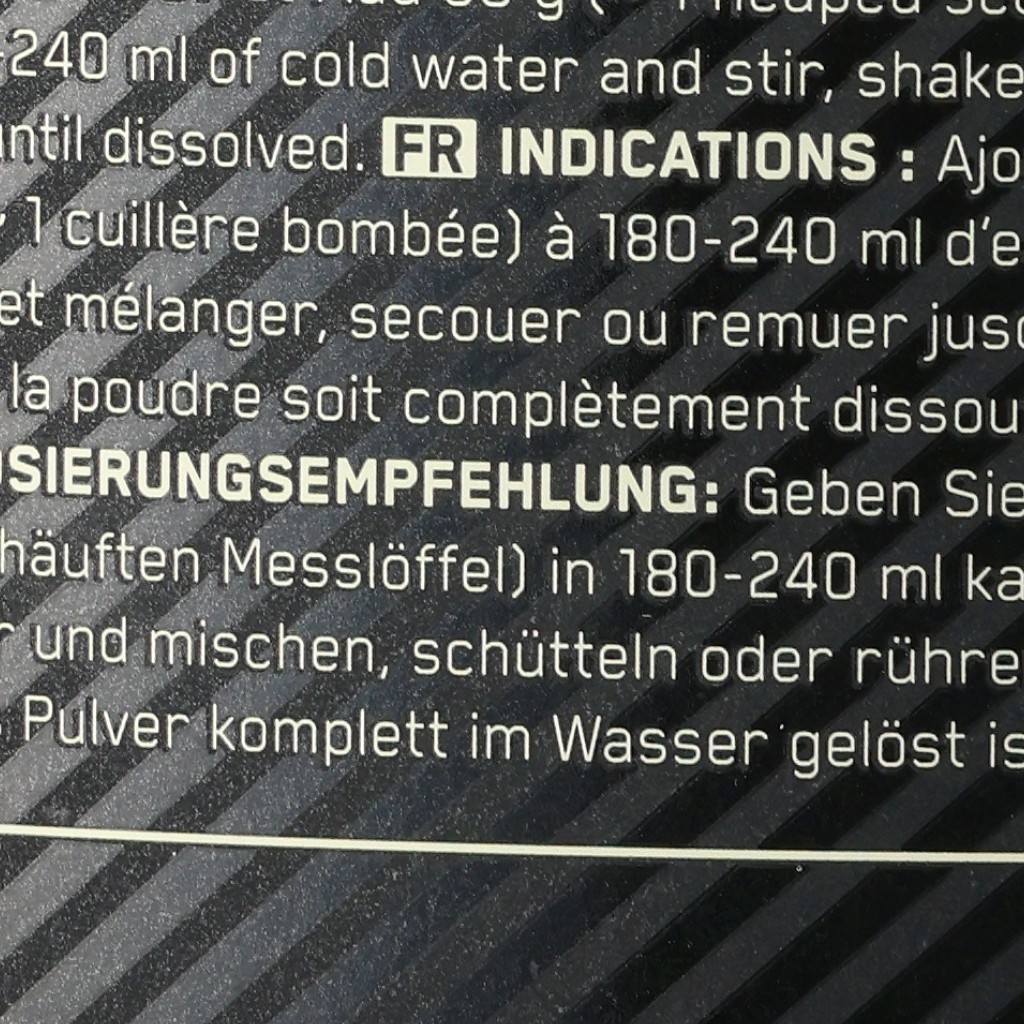 g (
-240 ml of cold water and stir, shake
until dissolved. FR INDICATIONS : Ajo
1 cuillère bombée) à 180-240 ml d'e
et mélanger, secouer ou remuer jusq
la poudre soit complètement dissou
SIERUNGSEMPFEHLUNG: Geben Sie
häuften Messlöffel) in 180-240 ml ka
r und mischen, schütteln oder rühre
Pulver komplett im Wasser gelöst is